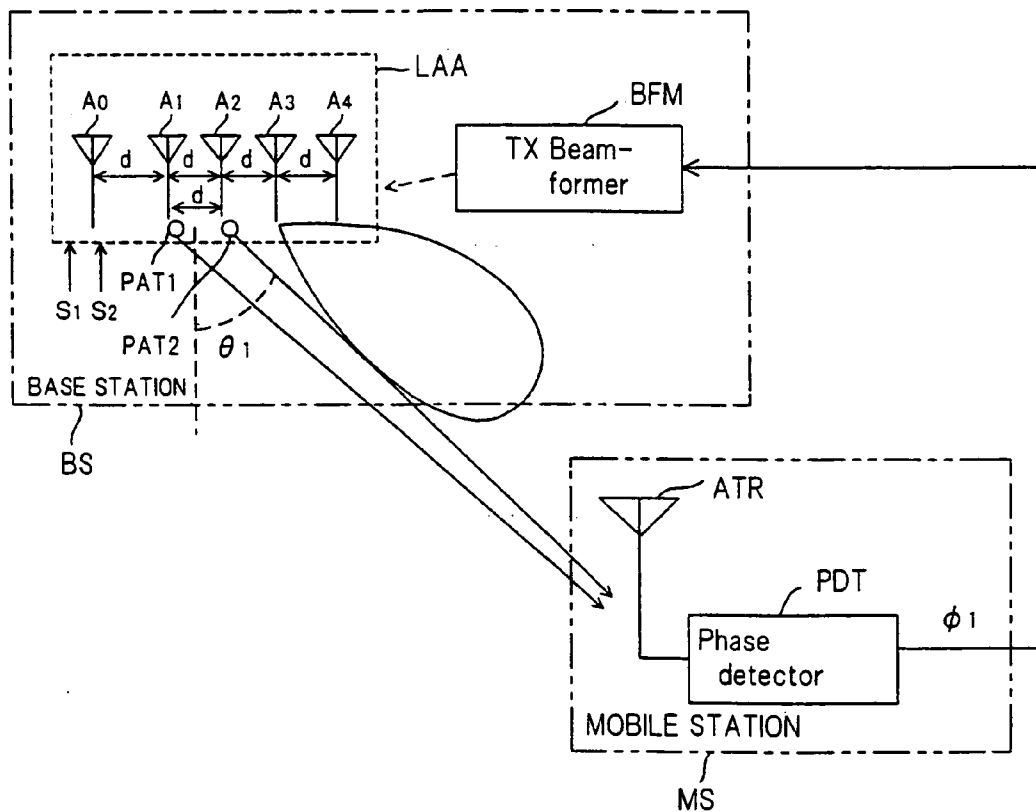 LAA
A0 A1 A2 A3 A4
d d d d
d
BFM
TX Beam-
former
S1 S2
PAT1
PAT2
θ1
BASE STATION
BS
ATR
PDT
Phase
detector
φ1
MOBILE STATION
MS